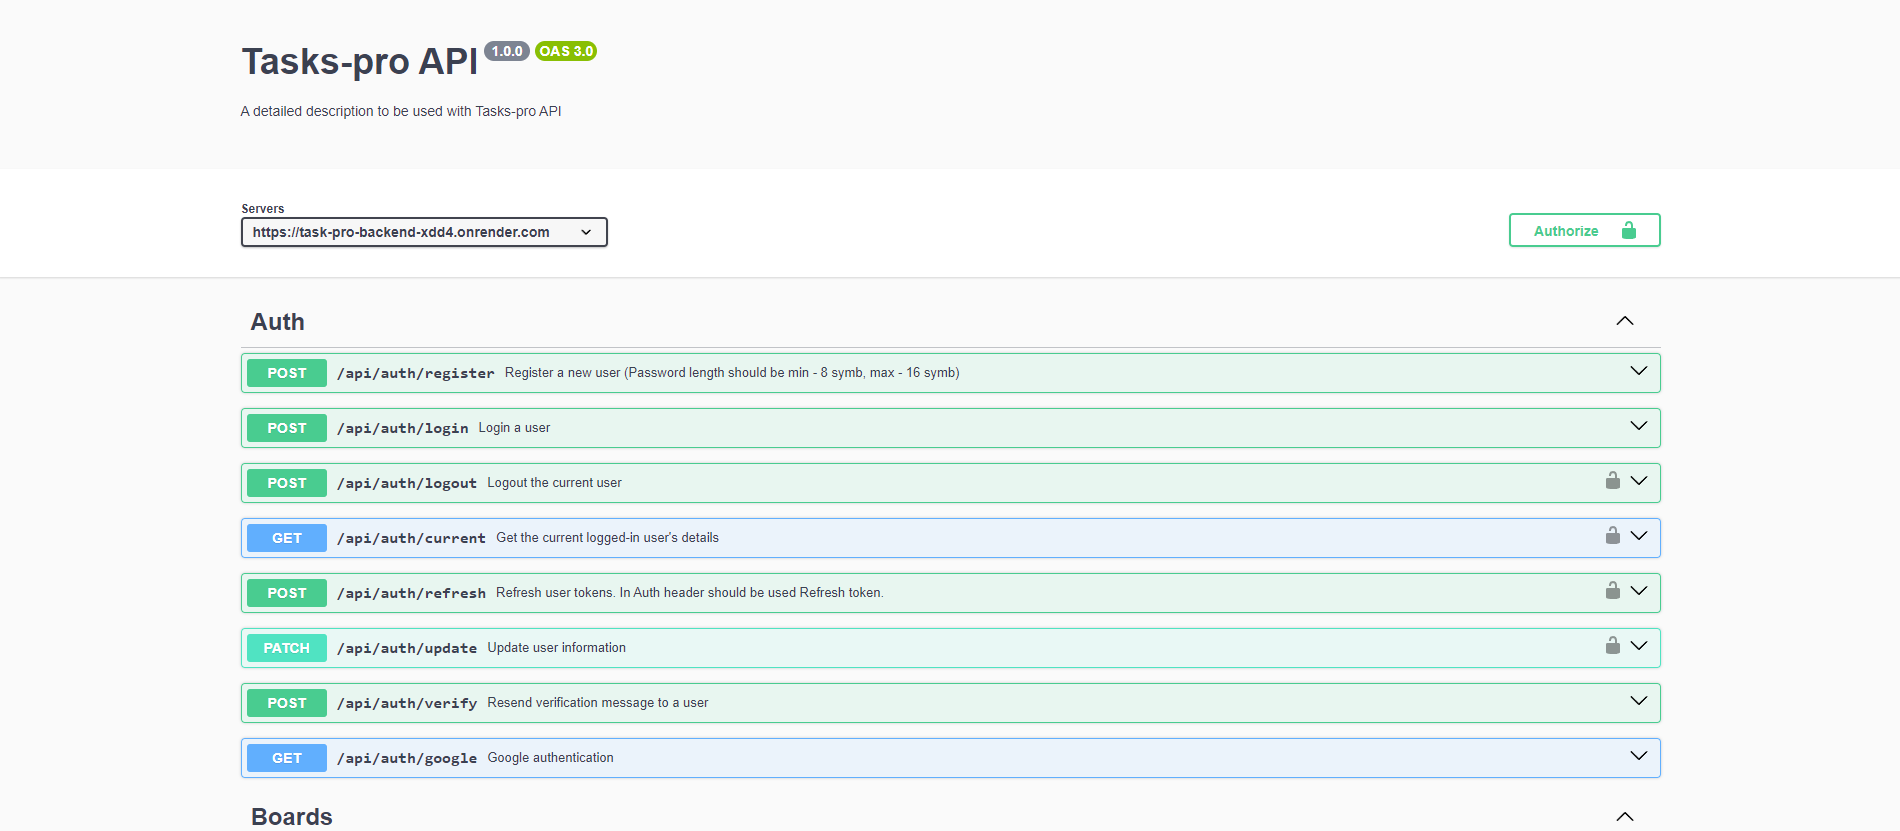 Tasks-pro API 1.0.0 OAS 3.0
A detailed description to be used with Tasks-pro API
Servers
https://task-pro-backend-xdd4.onrender.com
Authorize
Auth
POST /api/auth/register Register a new user (Password length should be min - 8 symb, max - 16 symb)
POST /api/auth/login Login a user
POST /api/auth/logout Logout the current user
GET /api/auth/current Get the current logged-in user's details
POST /api/auth/refresh Refresh user tokens. In Auth header should be used Refresh token.
PATCH /api/auth/update Update user information
POST /api/auth/verify Resend verification message to a user
GET /api/auth/google Google authentication
Boards